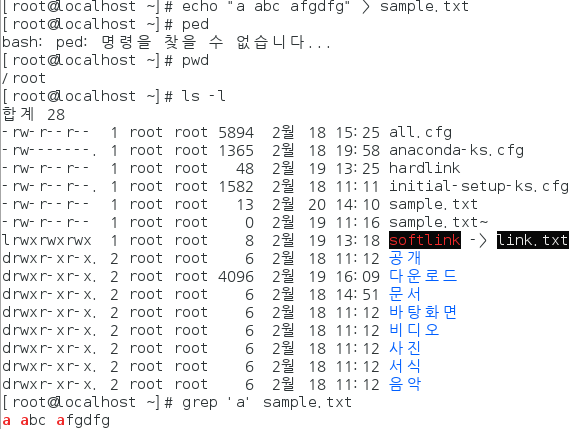 [root@localhost ~]# echo "a abc afgdfg" > sample.txt
[root@localhost ~]# ped
bash: ped: 명령을 찾을 수 없습니다...
[root@localhost ~]# pwd
/root
[root@localhost ~]# ls -l
합계 28
-rw-r--r-- 1 root root 5894 2월 18 15:25 all.cfg
-rw-------. 1 root root 1365 2월 18 19:58 anaconda-ks.cfg
-rw-r--r-- 1 root root 48 2월 19 13:25 hardlink
-rw-r--r--. 1 root root 1582 2월 18 11:11 initial-setup-ks.cfg
-rw-r--r-- 1 root root 13 2월 20 14:10 sample.txt
-rw-r--r-- 1 root root 0 2월 19 11:16 sample.txt~
lrwxrwxrwx 1 root root 8 2월 19 13:18 softlink -> link.txt
drwxr-xr-x. 2 root root 6 2월 18 11:12 공개
drwxr-xr-x. 2 root root 4096 2월 19 16:09 다운로드
drwxr-xr-x. 2 root root 6 2월 18 14:51 문서
drwxr-xr-x. 2 root root 6 2월 18 11:12 바탕화면
drwxr-xr-x. 2 root root 6 2월 18 11:12 비디오
drwxr-xr-x. 2 root root 6 2월 18 11:12 사진
drwxr-xr-x. 2 root root 6 2월 18 11:12 서식
drwxr-xr-x. 2 root root 6 2월 18 11:12 음악
[root@localhost ~]# grep 'a' sample.txt
a abc afgdfg